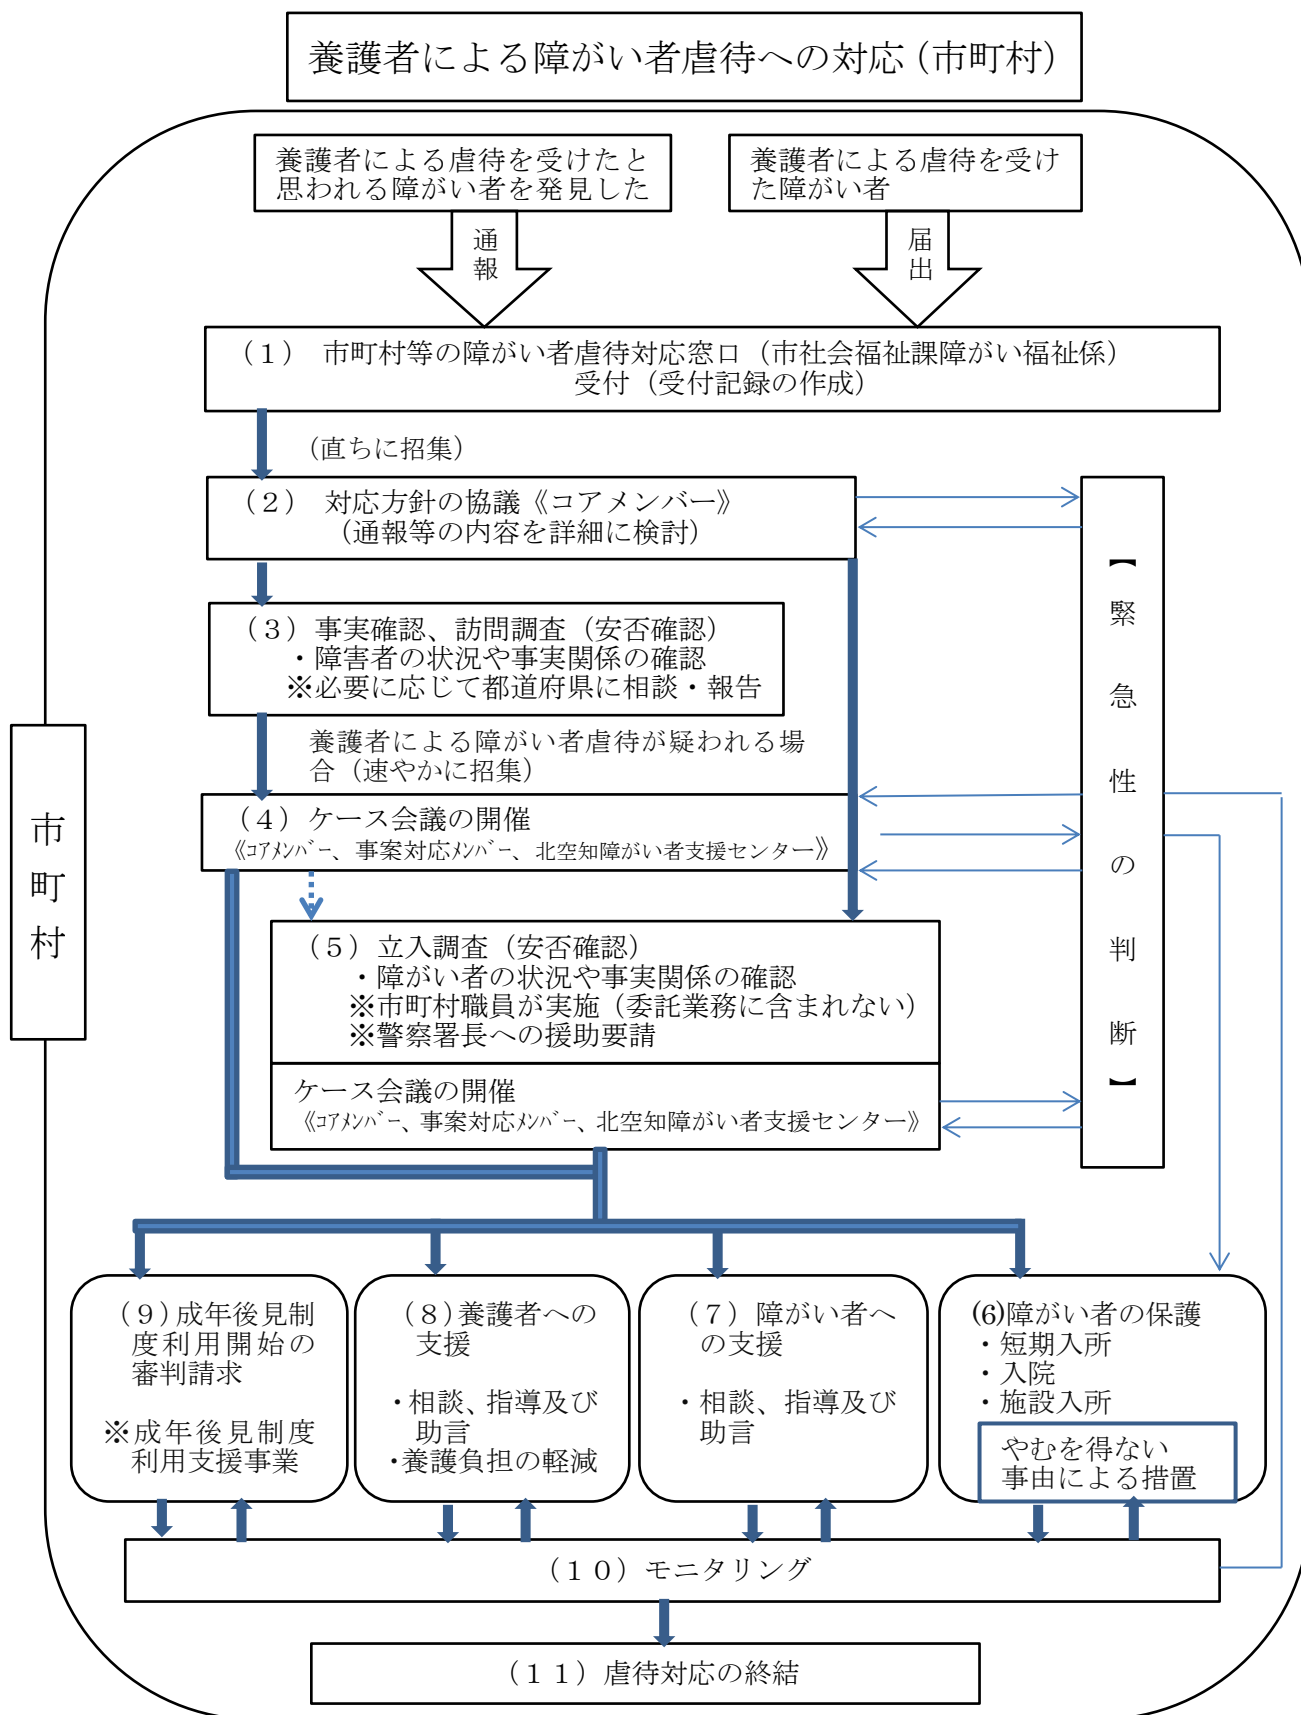 養護者による障がい者虐待への対応（市町村）
養護者による虐待を受けたと
思われる障がい者を発見した
養護者による虐待を受け
た障がい者
通報
届出
（１） 市町村等の障がい者虐待対応窓口（市社会福祉課障がい福祉係）
受付（受付記録の作成）
（直ちに招集）
（２） 対応方針の協議《コアメンバー》
（通報等の内容を詳細に検討）
（３）事実確認、訪問調査（安否確認）
・障害者の状況や事実関係の確認
※必要に応じて都道府県に相談・報告
養護者による障がい者虐待が疑われる場
合（速やかに招集）
（４）ケース会議の開催
《ｺｱﾒﾝﾊﾞｰ、事案対応ﾒﾝﾊﾞｰ、北空知障がい者支援センター》
（５）立入調査（安否確認）
・障がい者の状況や事実関係の確認
※市町村職員が実施（委託業務に含まれない）
※警察署長への援助要請
ケース会議の開催
《ｺｱﾒﾝﾊﾞｰ、事案対応ﾒﾝﾊﾞｰ、北空知障がい者支援センター》
【緊急性の判断】
市町村
（９）成年後見制
度利用開始の
審判請求
※成年後見制度
利用支援事業
（８）養護者への
支援
・相談、指導及び
助言
・養護負担の軽減
（７）障がい者へ
の支援
・相談、指導及び
助言
(6)障がい者の保護
・短期入所
・入院
・施設入所
やむを得ない
事由による措置
（１０）モニタリング
（１１）虐待対応の終結